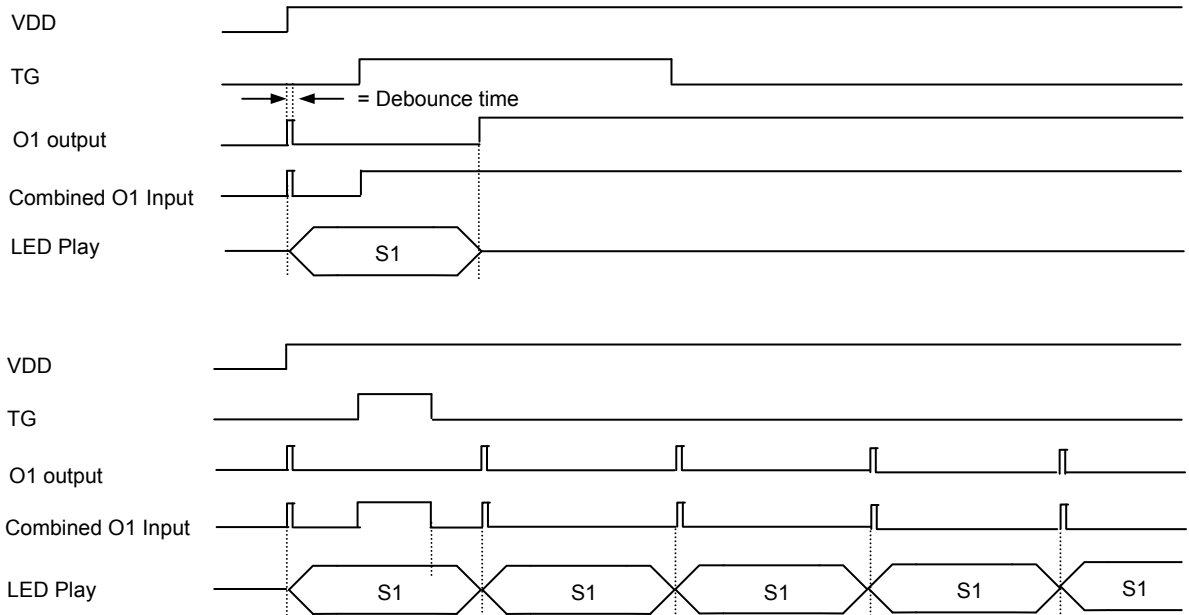 VDD
TG
= Debounce time
O1 output
Combined O1 Input
LED Play
S1
VDD
TG
O1 output
Combined O1 Input
LED Play
S1 S1 S1 S1 S1